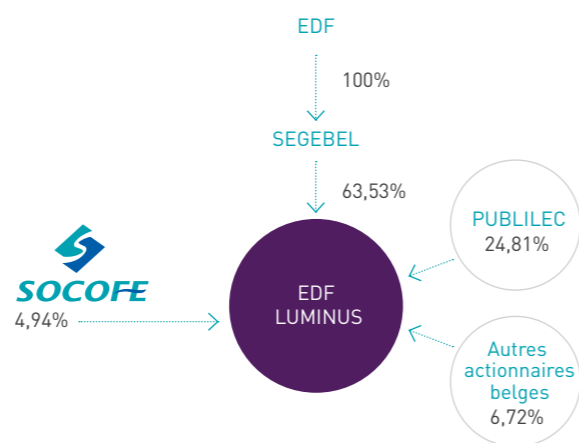 EDF
100%
SEGEBEL
63,53%
PUBLILEC
24,81%
SOCOFE
4,94%
EDF
LUMINUS
Autres
actionnaires
belges
6,72%